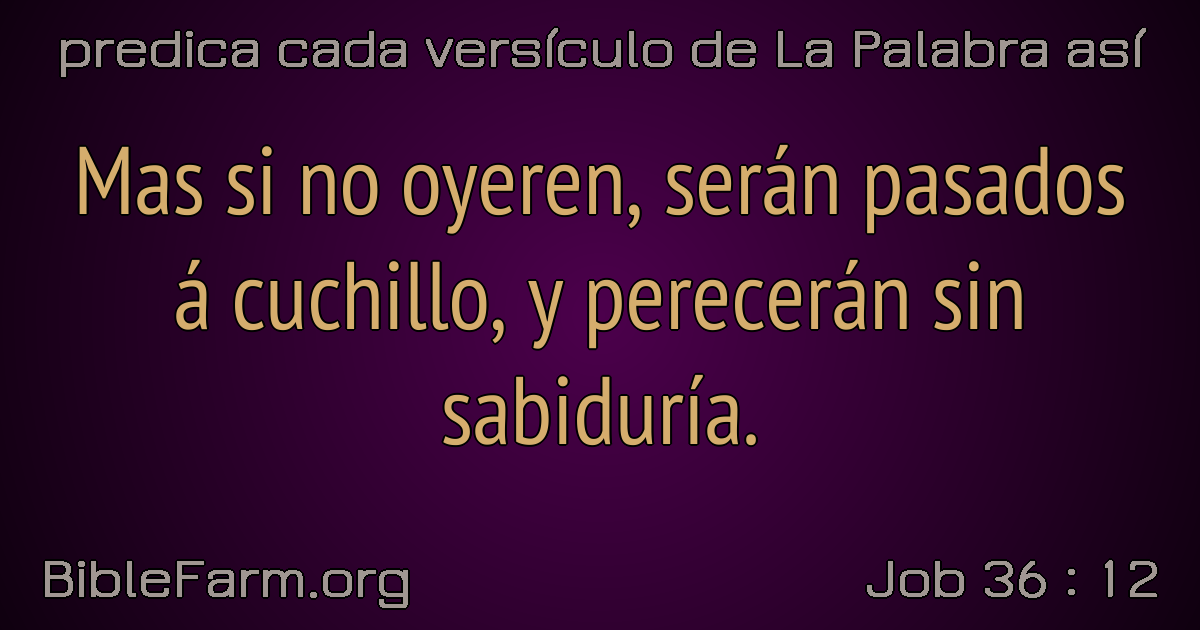 predica cada versículo de La Palabra así
Mas si no oyeren, serán pasados
á cuchillo, y perecerán sin
sabiduría.
BibleFarm.org
Job 36 : 12